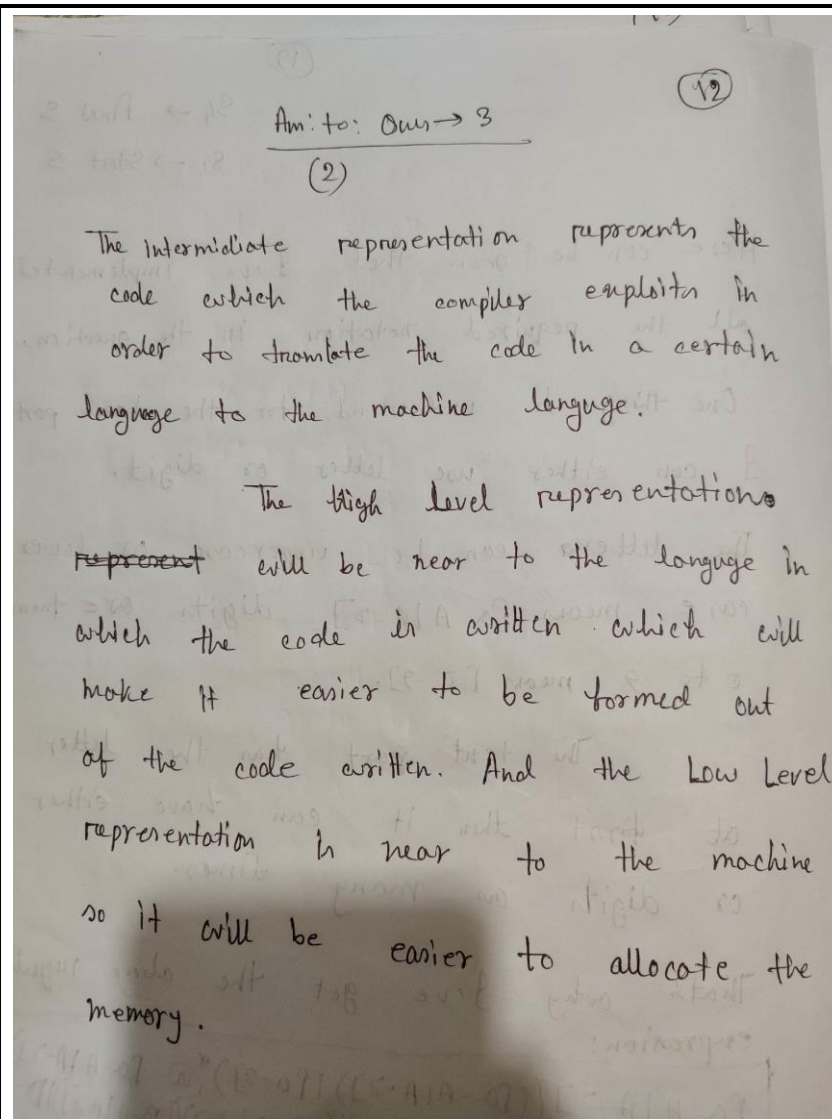 12
Ans: to: Ques → 3
(2)
The intermidiate representation represents the
code which the compiler exploits in
order to translate the code in a certain
language to the machine languge.
The High level representation
represent will be near to the languge in
which the code is written which will
make it easier to be formed out
of the code written. And the Low Level
representation is near to the machine
so it will be easier to allocate the
memory.